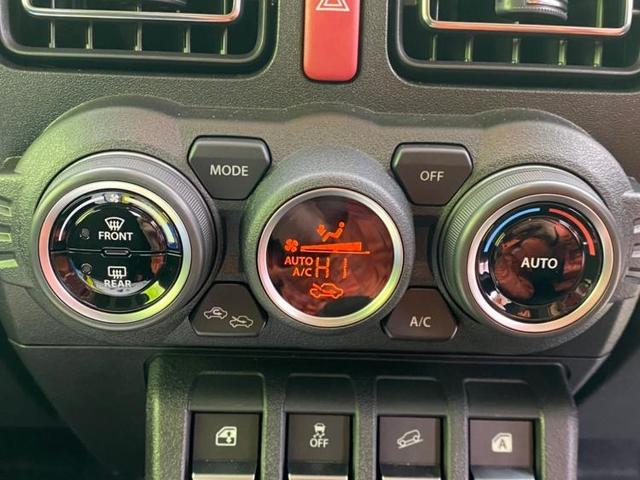 MODE
OFF
FRONT
REAR
AUTO
A/C HI
AUTO
A/C
OFF
A